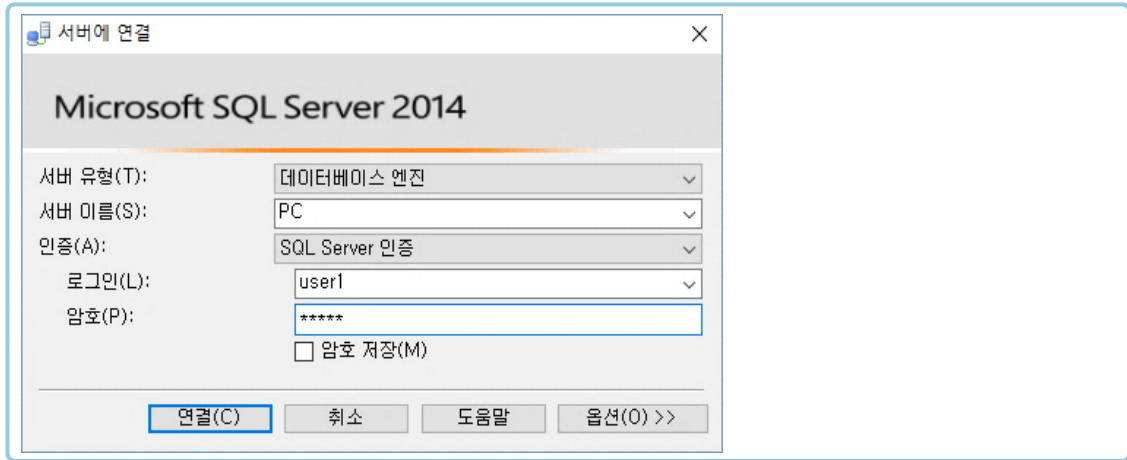 서버에 연결
Microsoft SQL Server 2014
서버 유형(T): 데이터베이스 엔진
서버 이름(S): PC
인증(A): SQL Server 인증
로그인(L): user1
암호(P): *****
암호 저장(M)
연결(C) 취소 도움말 옵션(O) >>